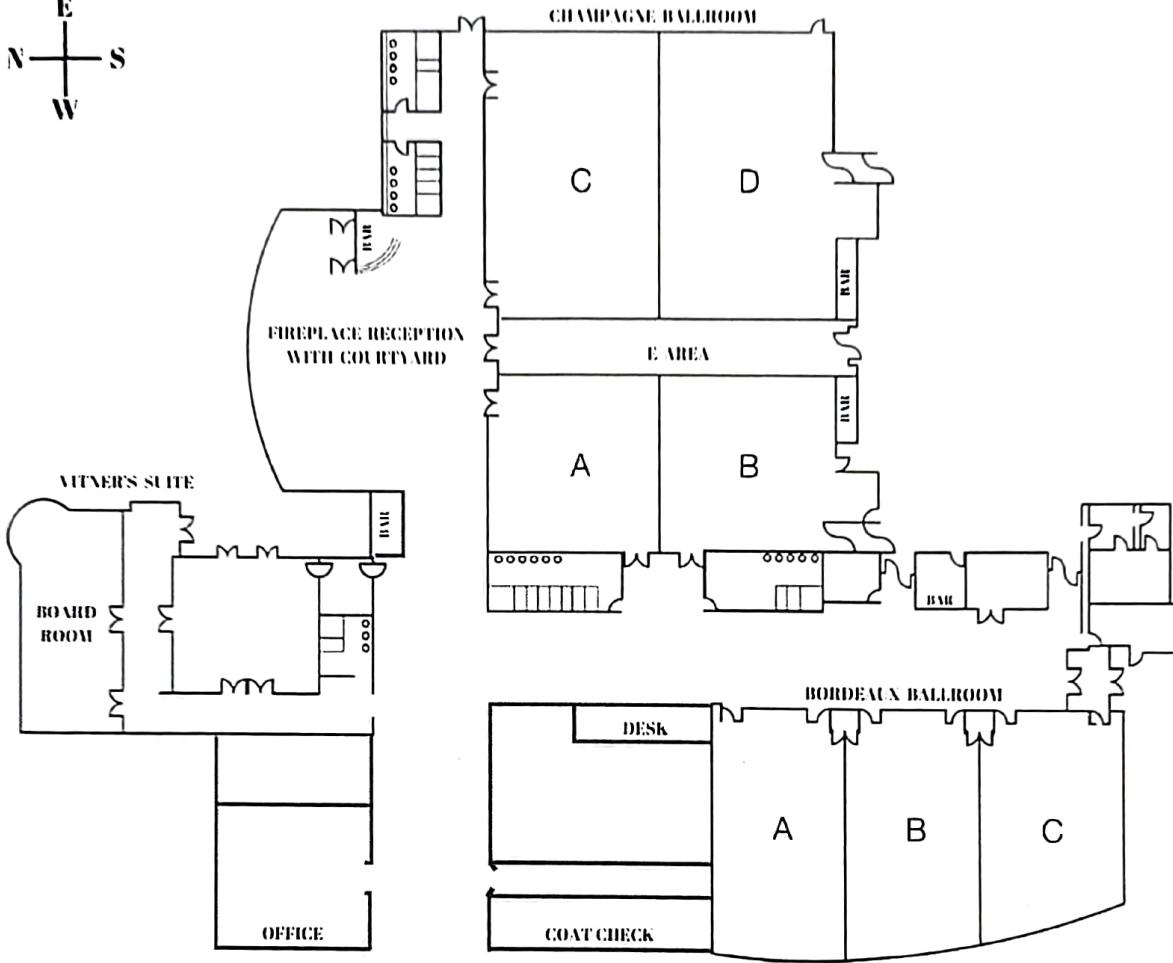 E
N S
W
CHAMPAGNE BALLROOM
C D
BAR
BAR
FIREPLACE RECEPTION
WITH COURTYARD
E AREA
BAR
A B
VITNER'S SUITE
BAR
BOARD
ROOM
BAR
BORDEAUX BALLROOM
DESK
A B C
OFFICE
COAT CHECK